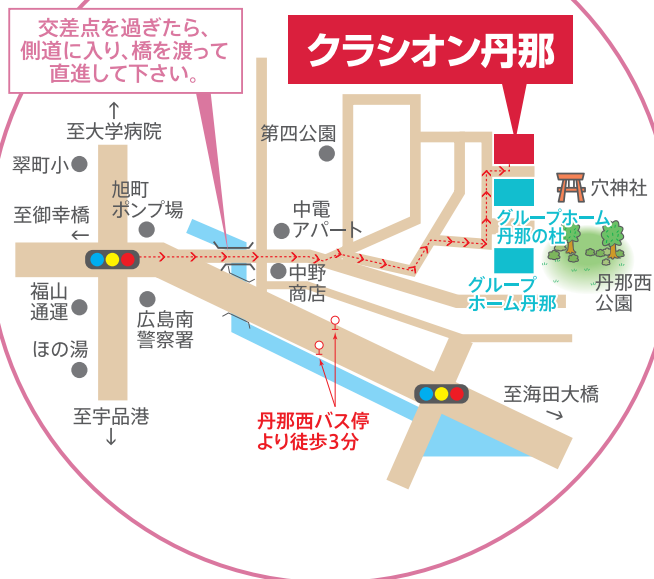 交差点を過ぎたら、
側道に入り、橋を渡って
直進して下さい。
クラシオン丹那
至大学病院
第四公園
翠町小
旭町
ポンプ場
至御幸橋
中電
アパート
穴神社
グループホーム
丹那の杜
中野
商店
グループ
ホーム丹那
丹那西
公園
福山
通運
広島南
警察署
ほの湯
至宇品港
丹那西バス停
より徒歩3分
至海田大橋